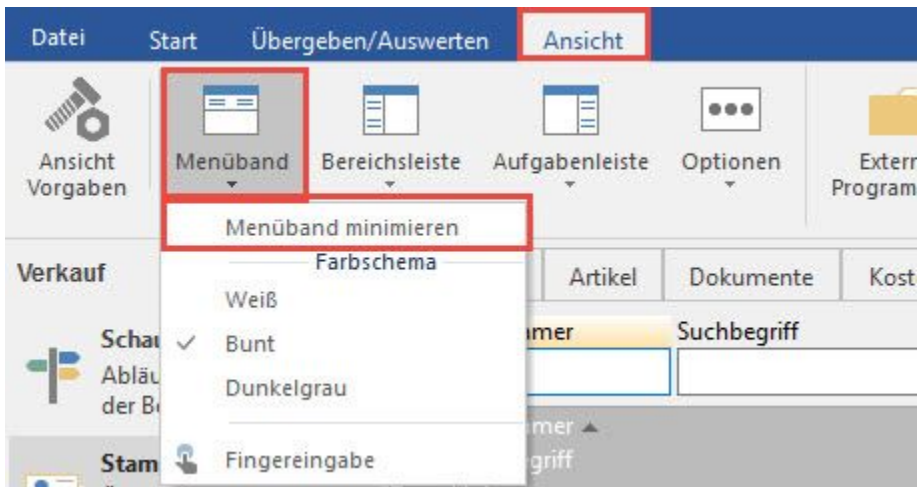 Datei Start Übergeben/Auswerten Ansicht
Ansicht Vorgaben
Menüband
Bereichsleiste
Aufgabenleiste
Optionen
Menüband minimieren
Farbschema
Weiß
Bunt
Dunkelgrau
Fingereingabe
Verkauf
Artikel Dokumente
Suchbegriff